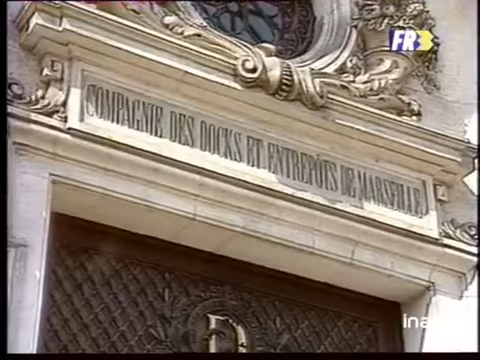 FR3
COMPAGNIE DES DOCKS ET ENTREPÔTS DE MARSEILLE
D
ina